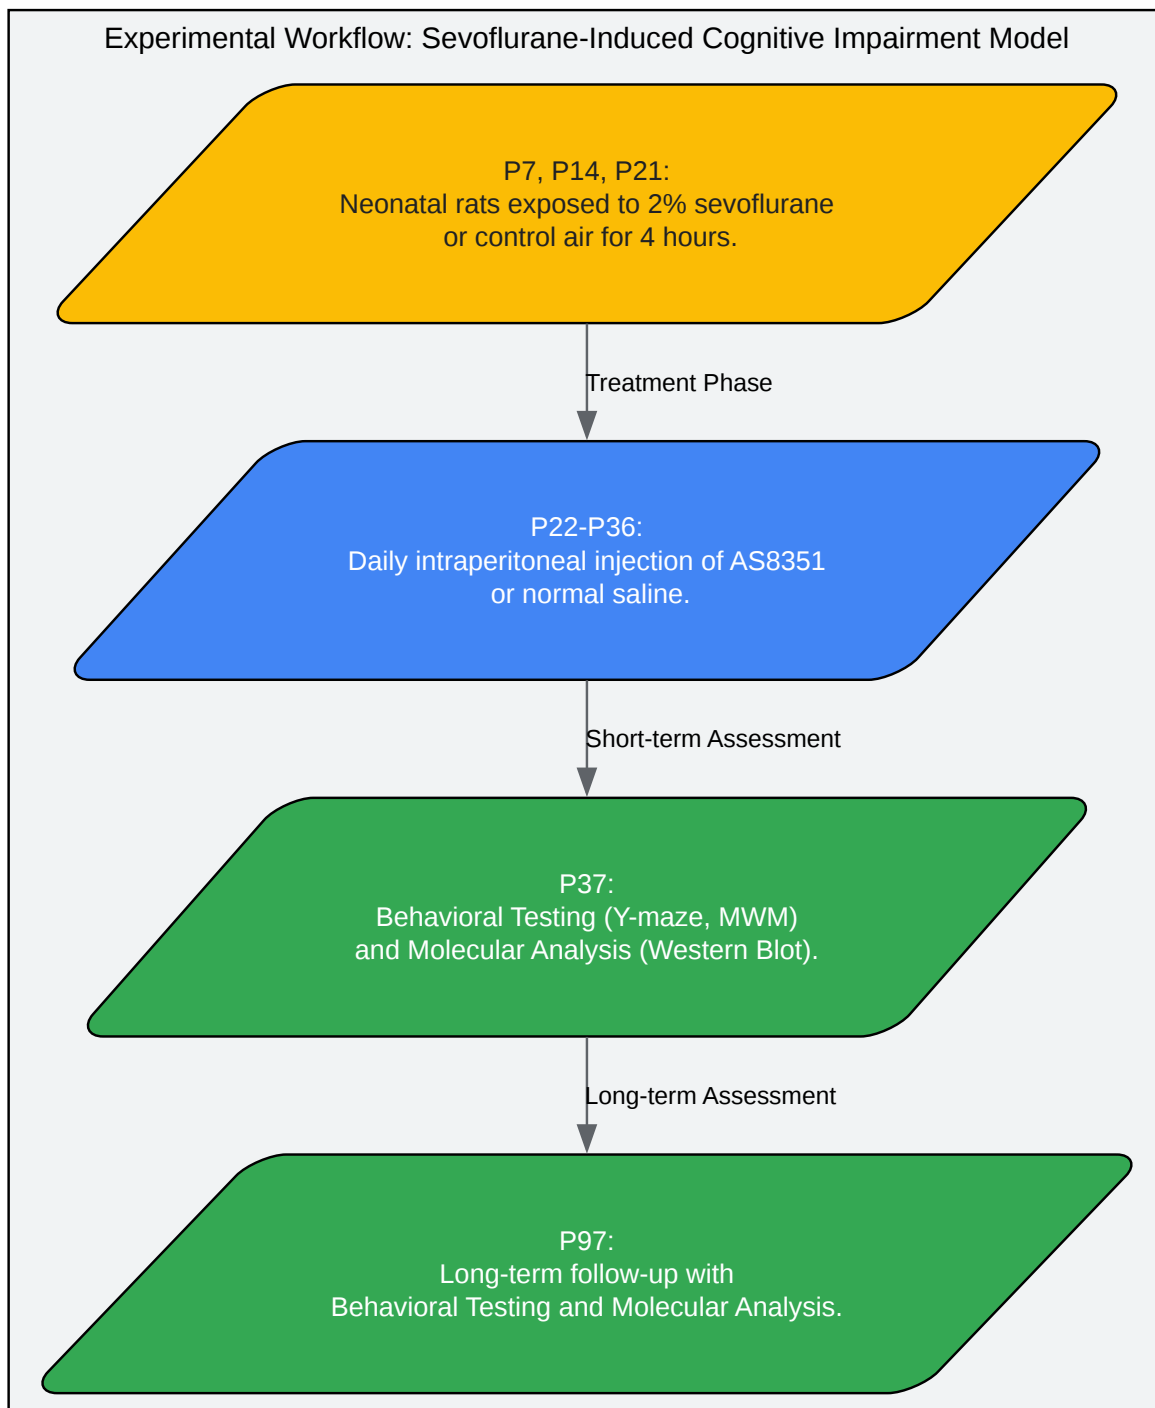 Experimental Workflow: Sevoflurane-Induced Cognitive Impairment Model
P7, P14, P21:
Neonatal rats exposed to 2% sevoflurane
or control air for 4 hours.
Treatment Phase
P22-P36:
Daily intraperitoneal injection of AS8351
or normal saline.
Short-term Assessment
P37:
Behavioral Testing (Y-maze, MWM)
and Molecular Analysis (Western Blot).
Long-term Assessment
P97:
Long-term follow-up with
Behavioral Testing and Molecular Analysis.